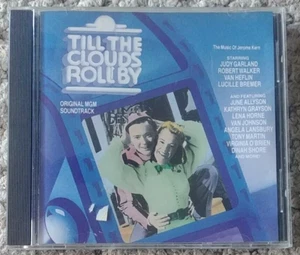 TILL THE
CLOUDS
ROLL BY
ORIGINAL MGM
SOUNDTRACK
The Music Of Jerome Kern
STARRING
JUDY GARLAND
ROBERT WALKER
VAN HEFLIN
LUCILLE BREMER
AND FEATURING
JUNE ALLYSON
KATHRYN GRAYSON
LENA HORNE
VAN JOHNSON
ANGELA LANSBURY
TONY MARTIN
VIRGINIA O'BRIEN
DINAH SHORE
AND MORE!